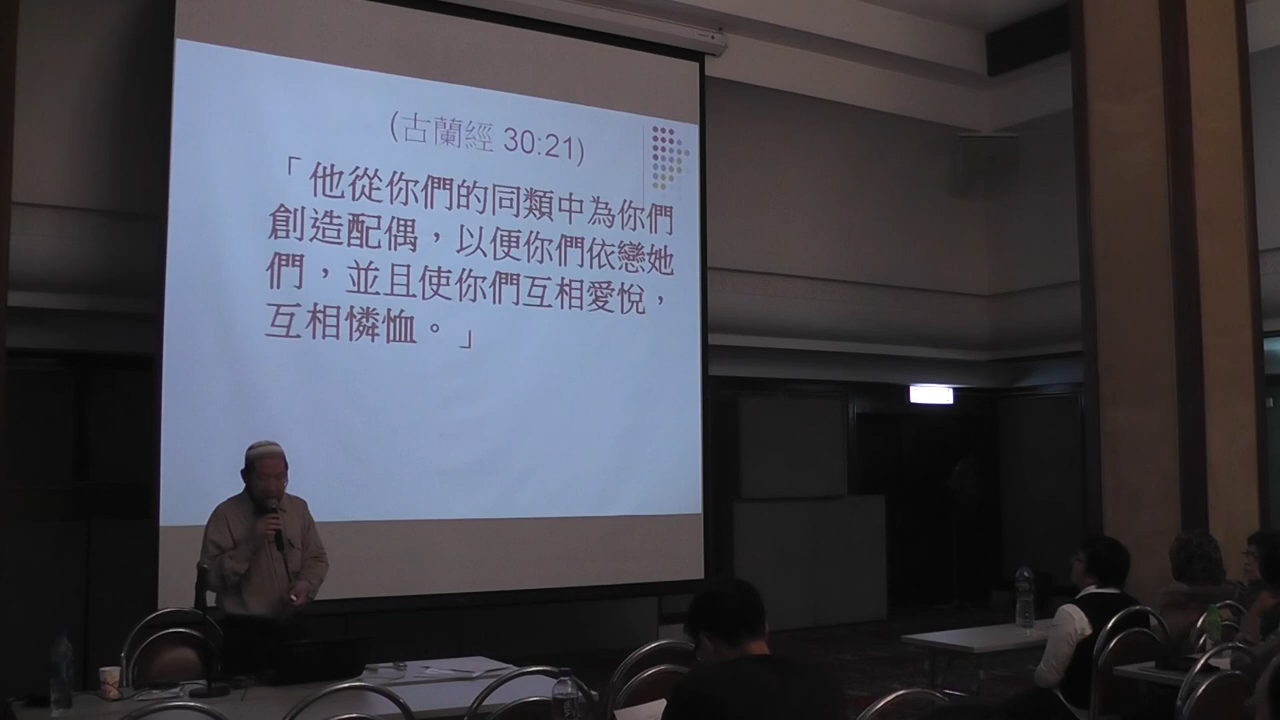 (古蘭經 30:21)
「他從你們的同類中為你們
創造配偶，以便你們依戀她
們，並且使你們互相愛悅，
互相憐恤。」